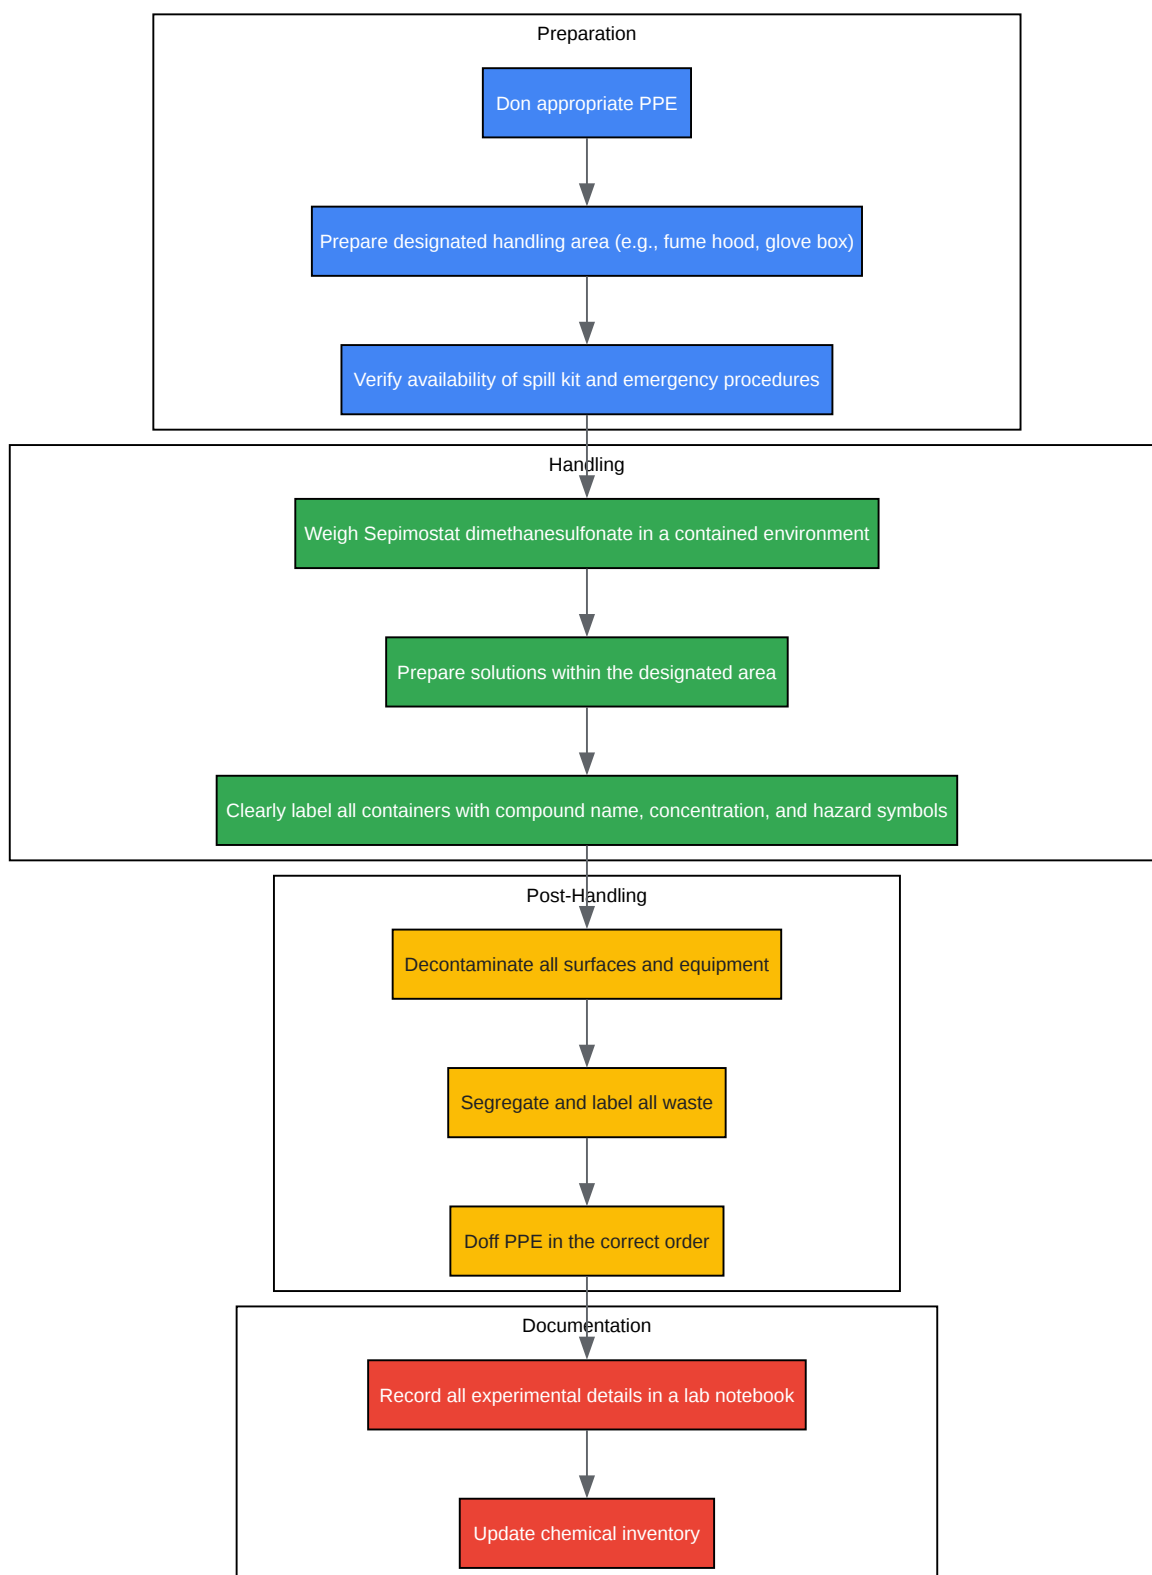 Preparation
Don appropriate PPE
Prepare designated handling area (e.g., fume hood, glove box)
Verify availability of spill kit and emergency procedures
Handling
Weigh Sepimostat dimethanesulfonate in a contained environment
Prepare solutions within the designated area
Clearly label all containers with compound name, concentration, and hazard symbols
Post-Handling
Decontaminate all surfaces and equipment
Segregate and label all waste
Doff PPE in the correct order
Documentation
Record all experimental details in a lab notebook
Update chemical inventory